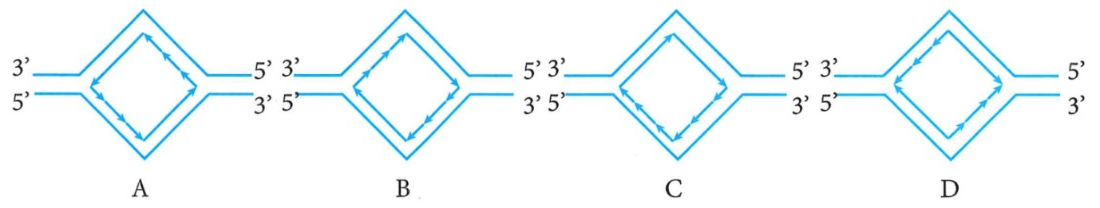 3’ 5’ 3’ 5’ 3’ 5’ 3’ 5’
5’ 3’ 5’ 3’ 5’ 3’ 5’ 3’
A B C D